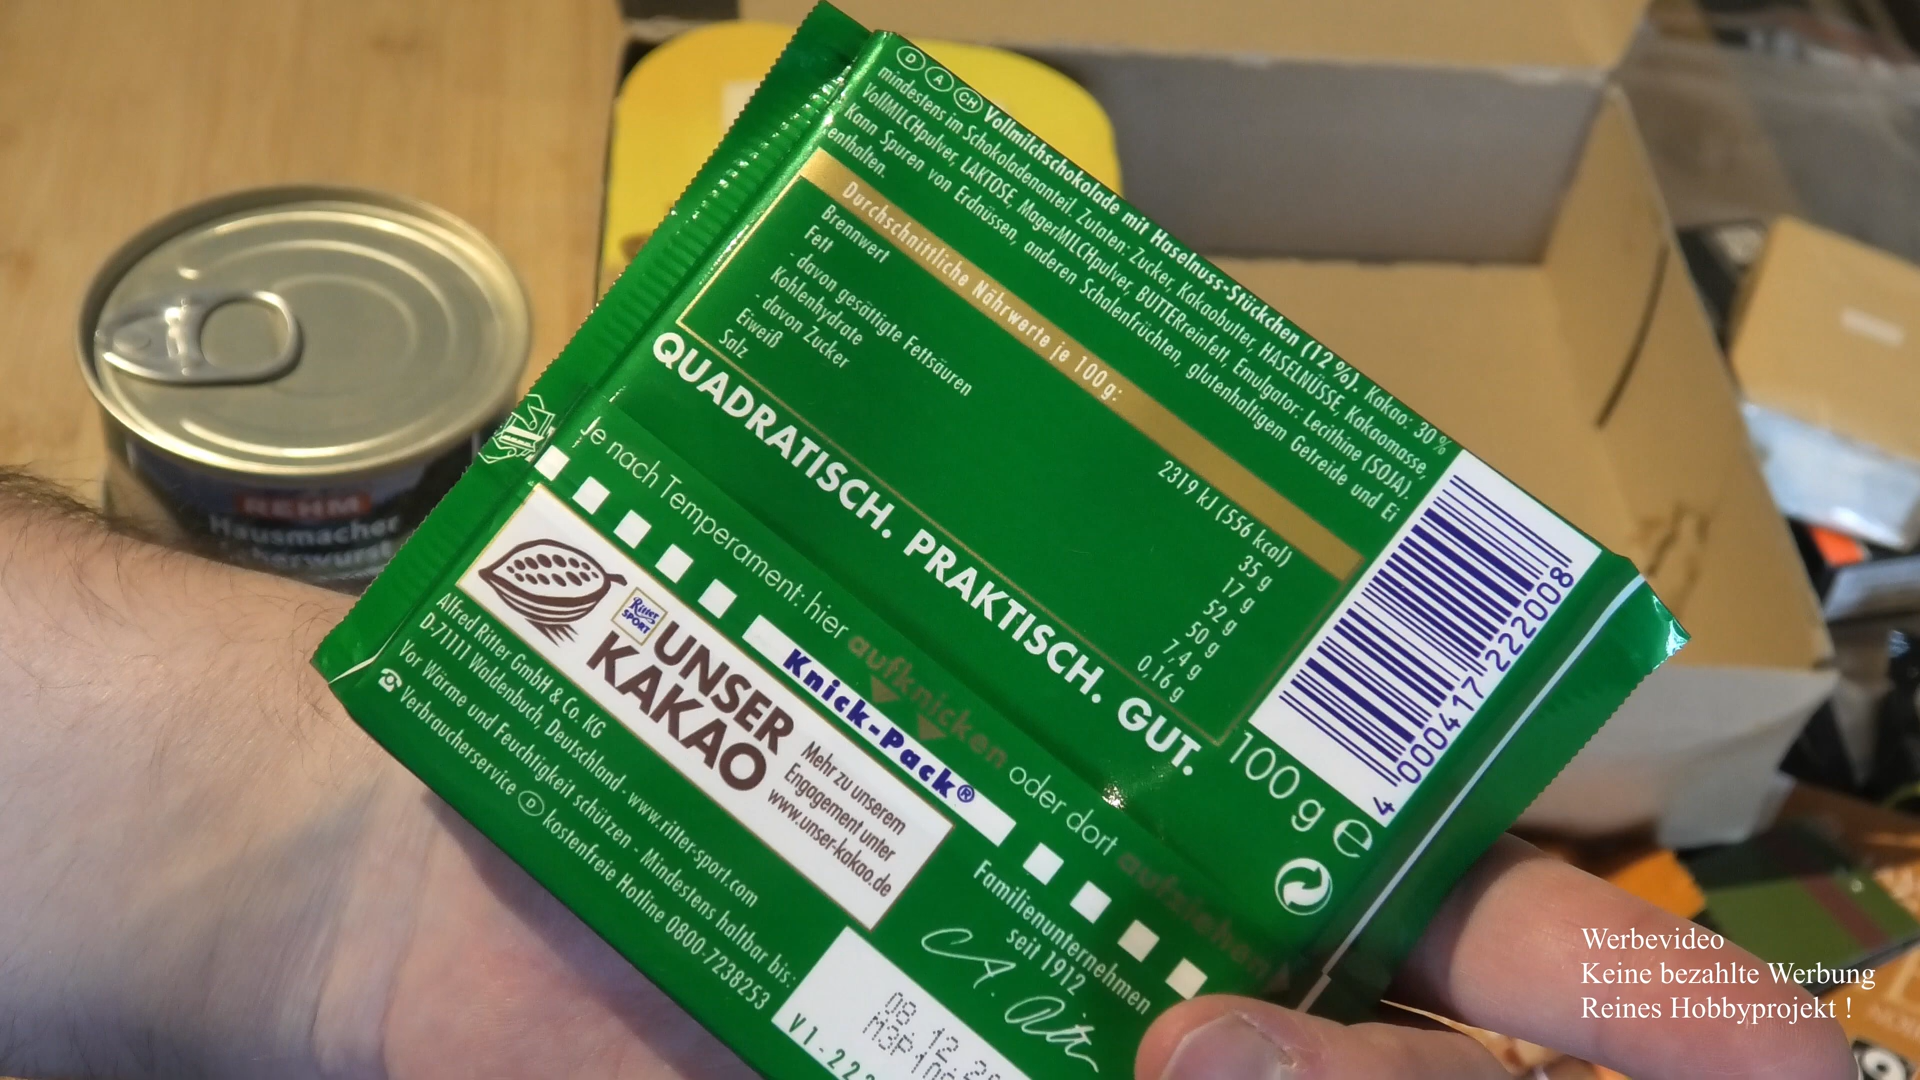 D A CH Vollmilchschokolade mit Haselnuss-Stückchen (12 %). Kakao: 30 %
mindestens im Schokoladenanteil. Zutaten: Zucker, Kakaobutter, HASELNÜSSE, Kakaomasse,
VollMILCHpulver, LAKTOSE, MagerMILCHpulver, BUTTERreinfett, Emulgator: Lecithine (SOJA).
Kann Spuren von Erdnüssen, anderen Schalenfrüchten, glutenhaltigem Getreide und Ei
enthalten.
Durchschnittliche Nährwerte je 100 g:
Brennwert 2319 kJ (556 kcal)
Fett 35 g
- davon gesättigte Fettsäuren 17 g
Kohlenhydrate 52 g
- davon Zucker 50 g
Eiweiß 7,4 g
Salz 0,16 g
QUADRATISCH. PRAKTISCH. GUT.
100 g e
4 000417 222008
Je nach Temperament: hier aufknicken oder dort aufziehen
Knick-Pack®
Ritter
SPORT
UNSER
KAKAO
Mehr zu unserem
Engagement unter
www.unser-kakao.de
Familienunternehmen
seit 1912
Alfred Ritter GmbH & Co. KG
D-71111 Waldenbuch, Deutschland - www.ritter-sport.com
Vor Wärme und Feuchtigkeit schützen - Mindestens haltbar bis:
Verbraucherservice D kostenfreie Hotline 0800-7238253
08 12
REHM
Hausmacher
Werbevideo
Keine bezahlte Werbung
Reines Hobbyprojekt !